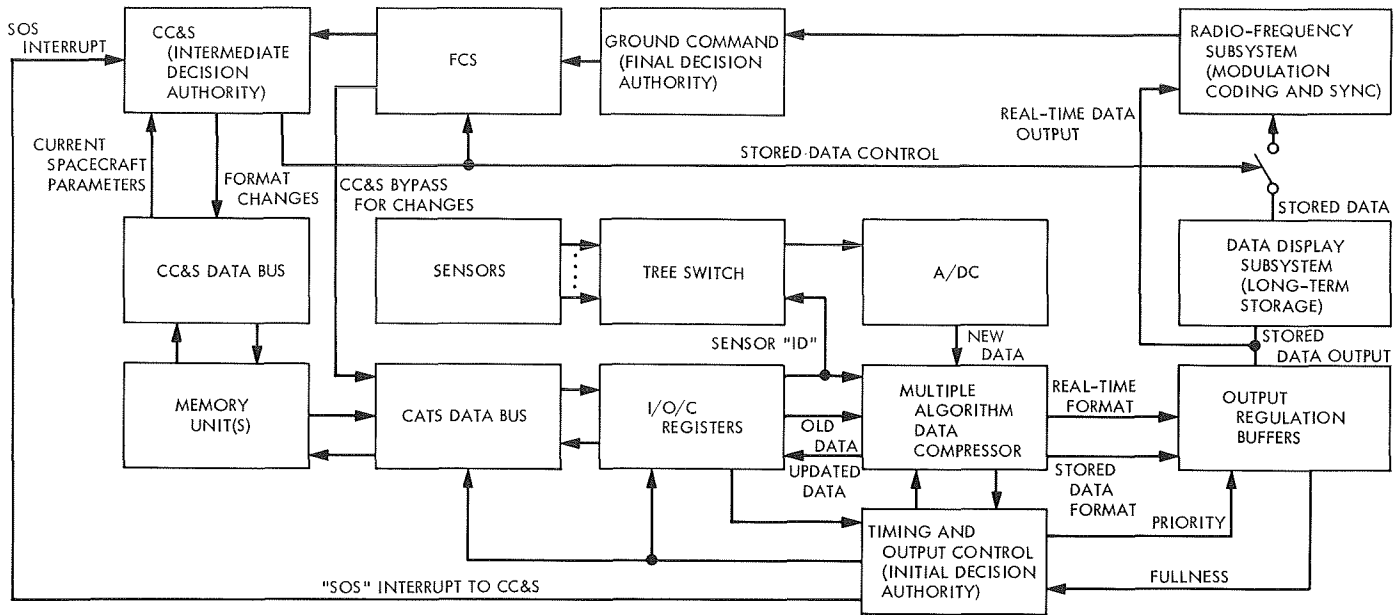 SOS
INTERRUPT
CC&S
(INTERMEDIATE
DECISION
AUTHORITY)
FCS
GROUND COMMAND
(FINAL DECISION
AUTHORITY)
RADIO-FREQUENCY
SUBSYSTEM
(MODULATION
CODING AND SYNC)
REAL-TIME DATA
OUTPUT
CURRENT
SPACECRAFT
PARAMETERS
FORMAT
CHANGES
STORED DATA CONTROL
CC&S BYPASS
FOR CHANGES
STORED DATA
CC&S DATA BUS
SENSORS
TREE SWITCH
A/DC
DATA DISPLAY
SUBSYSTEM
(LONG-TERM
STORAGE)
SENSOR "ID"
NEW
DATA
STORED
DATA OUTPUT
MEMORY
UNIT(S)
CATS DATA BUS
I/O/C
REGISTERS
OLD
DATA
UPDATED
DATA
MULTIPLE
ALGORITHM
DATA
COMPRESSOR
REAL-TIME
FORMAT
STORED
DATA
FORMAT
OUTPUT
REGULATION
BUFFERS
TIMING AND
OUTPUT CONTROL
(INITIAL DECISION
AUTHORITY)
PRIORITY
FULLNESS
"SOS" INTERRUPT TO CC&S